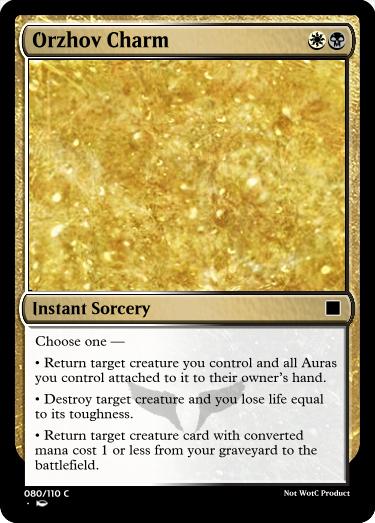 Orzhov Charm
Instant Sorcery
Choose one —
• Return target creature you control and all Auras
you control attached to it to their owner's hand.
• Destroy target creature and you lose life equal
to its toughness.
• Return target creature card with converted
mana cost 1 or less from your graveyard to the
battlefield.
080/110 C
Not WotC Product